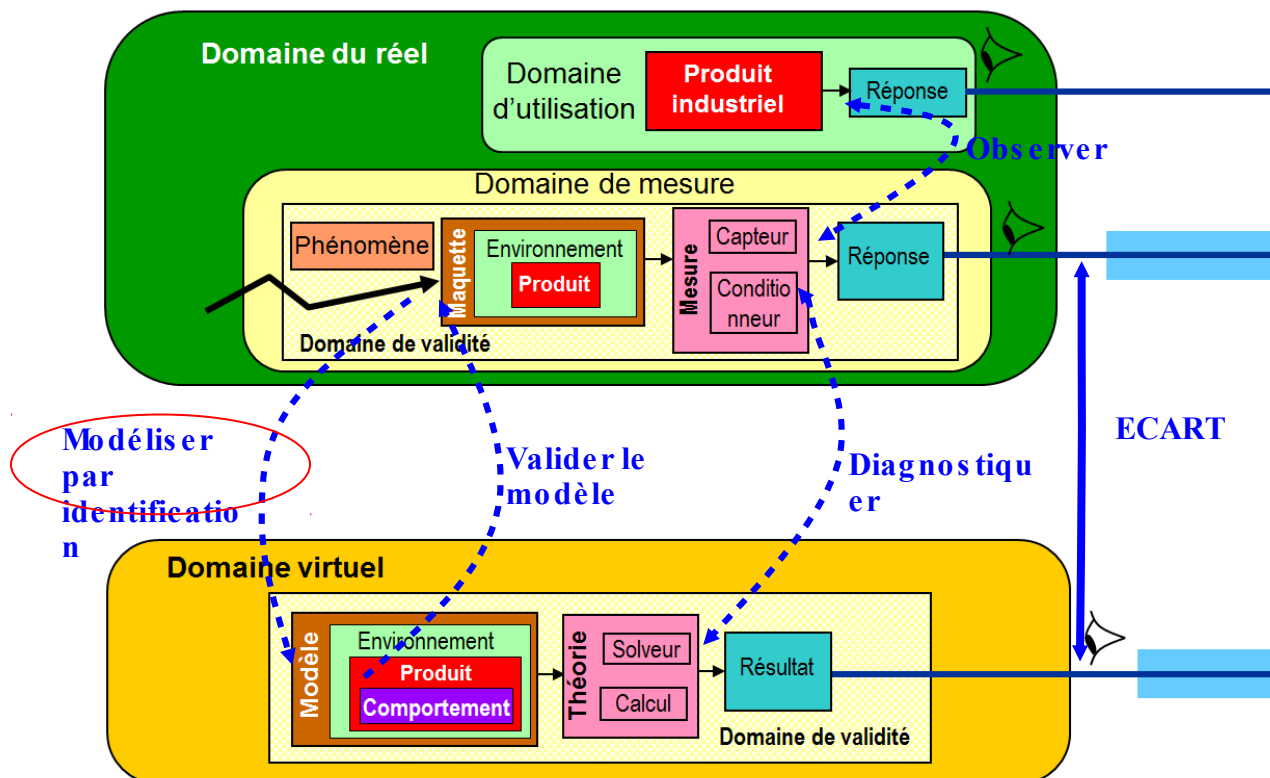 Domaine du réel
Domaine
d’utilisation
Produit
industriel
Réponse
Observer
Domaine de mesure
Phénomène
Maquette
Environnement
Produit
Mesure
Capteur
Conditio
nneur
Réponse
Domaine de validité
Modéliser
par
identificatio
n
Valider le
modèle
Diagnostiqu
er
ECART
Domaine virtuel
Modèle
Environnement
Produit
Comportement
Théorie
Solveur
Calcul
Résultat
Domaine de validité